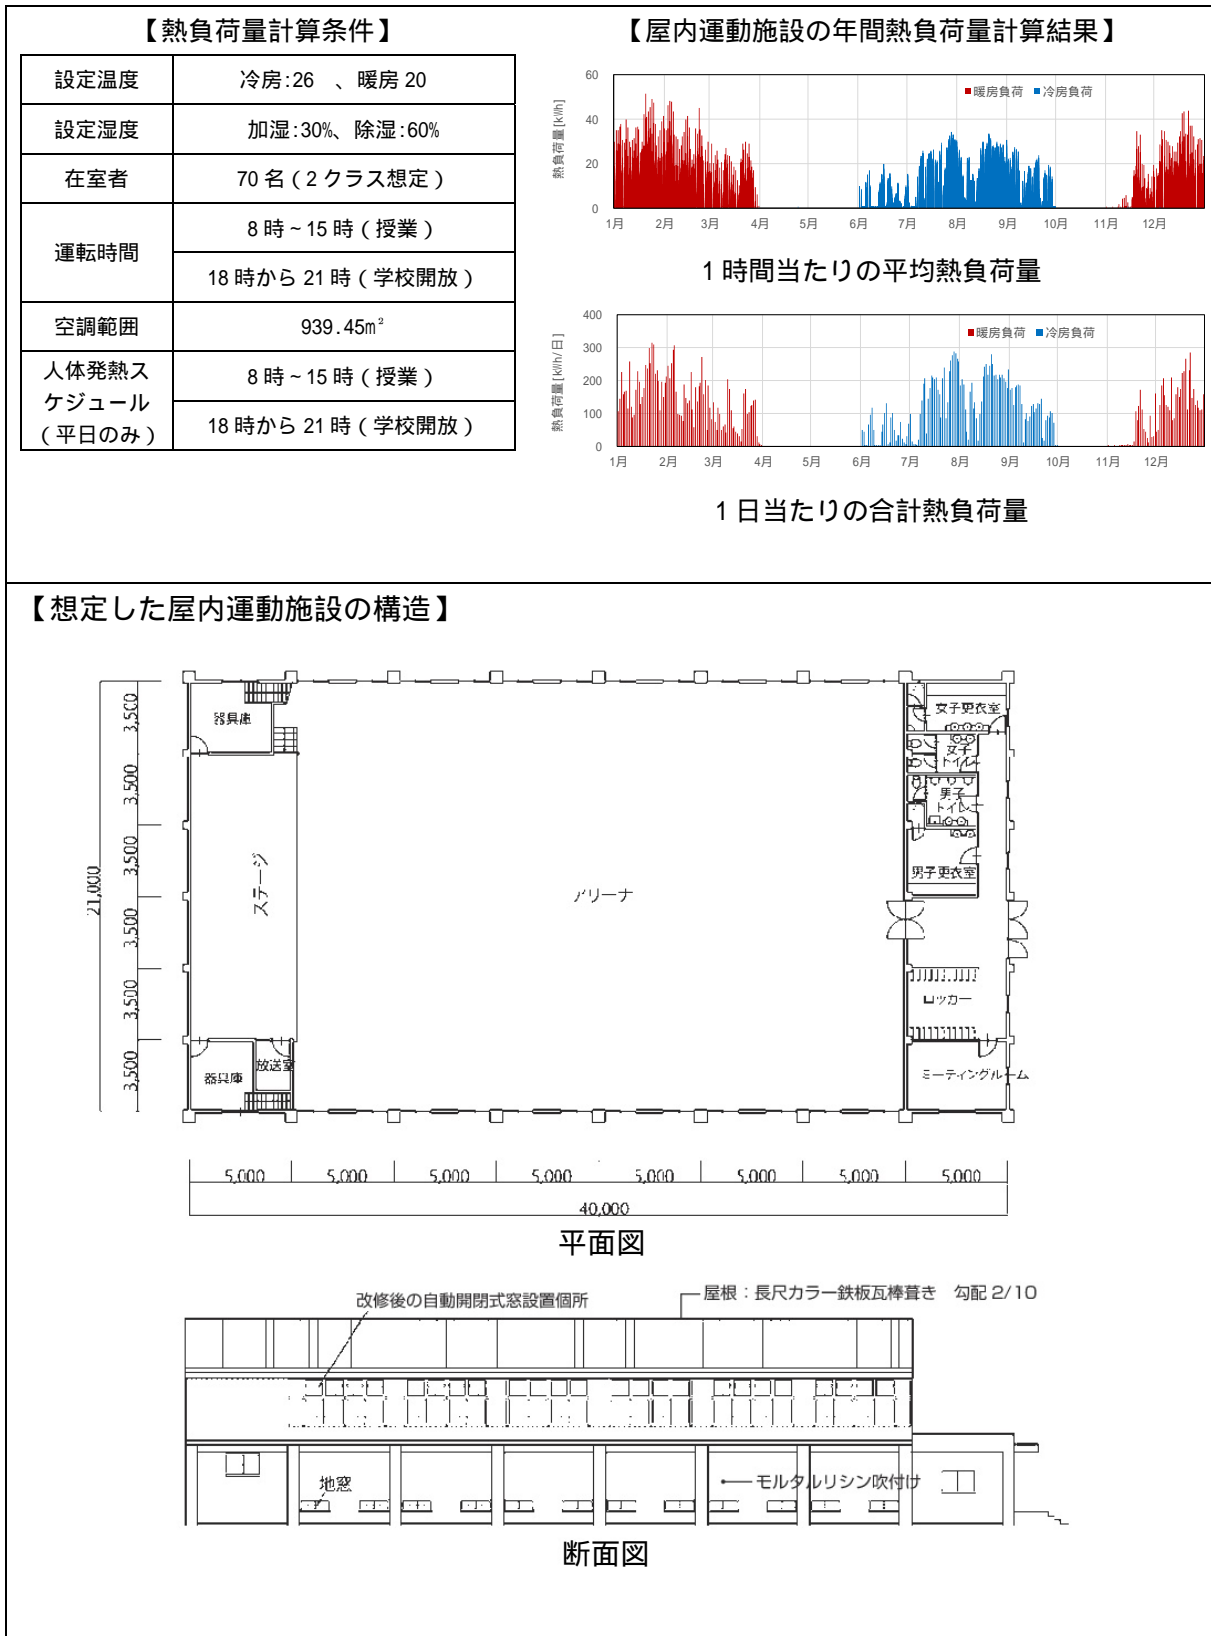 【熱負荷量計算条件】
設定温度
冷房:26　、暖房 20
設定湿度
加湿:30%、除湿:60%
在室者
70 名 ( 2 クラス想定 )
運転時間
8 時 ~ 15 時 ( 授業 )
18 時から 21 時 ( 学校開放 )
空調範囲
939.45m²
人体発熱ス
ケジュール
( 平日のみ )
8 時 ~ 15 時 ( 授業 )
18 時から 21 時 ( 学校開放 )
【屋内運動施設の年間熱負荷量計算結果】
熱負荷量[kWh]
60
40
20
0
■暖房負荷 ■冷房負荷
1月 2月 3月 4月 5月 6月 7月 8月 9月 10月 11月 12月
1 時間当たりの平均熱負荷量
熱負荷量[kWh/日]
400
300
200
100
0
■暖房負荷 ■冷房負荷
1月 2月 3月 4月 5月 6月 7月 8月 9月 10月 11月 12月
1 日当たりの合計熱負荷量
【想定した屋内運動施設の構造】
21,000
3,500
3,500
3,500
3,500
3,500
3,500
器具庫
ステージ
器具庫
放送室
アリーナ
女子更衣室
女子
トイレ
男子
トイレ
男子更衣室
ロッカー
ミーティングルーム
5,000 5,000 5,000 5,000 5,000 5,000 5,000 5,000
40,000
平面図
改修後の自動開閉式窓設置個所
屋根：長尺カラー鉄板瓦棒葺き　勾配 2/10
地窓
モルタルリシン吹付け
断面図